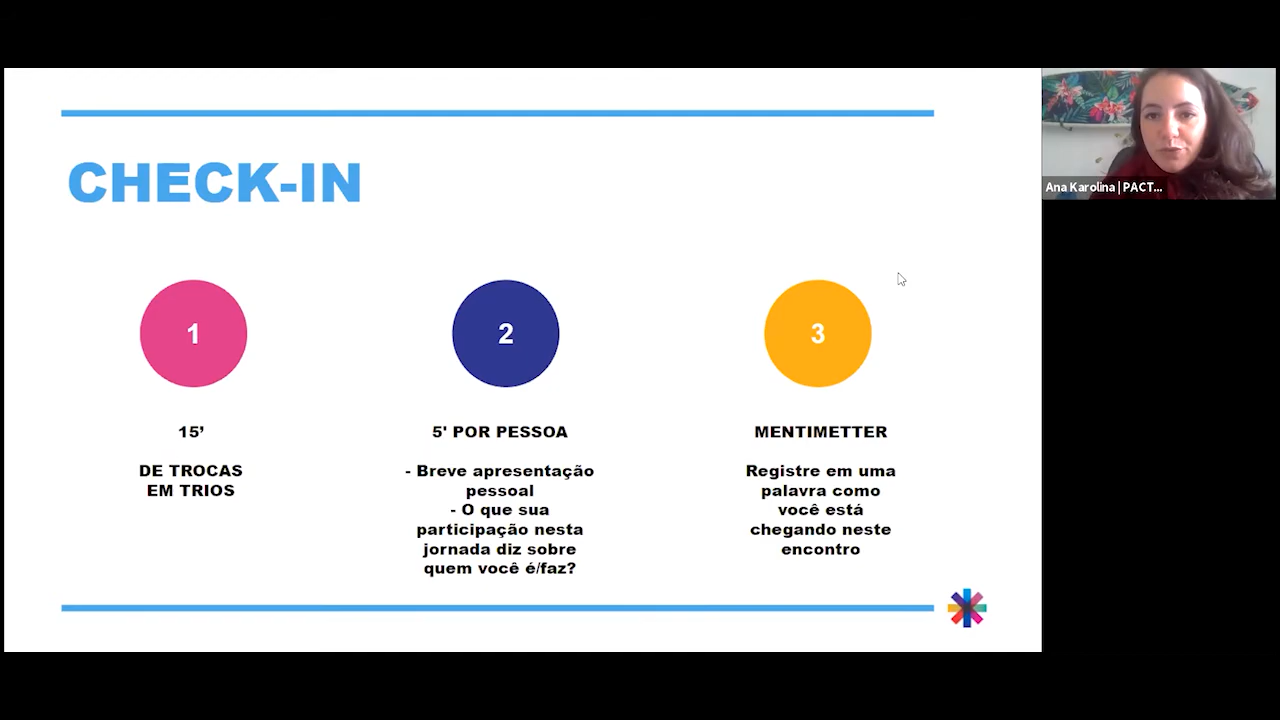 CHECK-IN
1
2
3
15’
DE TROCAS
EM TRIOS
5' POR PESSOA
- Breve apresentação
pessoal
- O que sua
participação nesta
jornada diz sobre
quem você é/faz?
MENTIMETTER
Registre em uma
palavra como
você está
chegando neste
encontro
Ana Karolina | PACT...